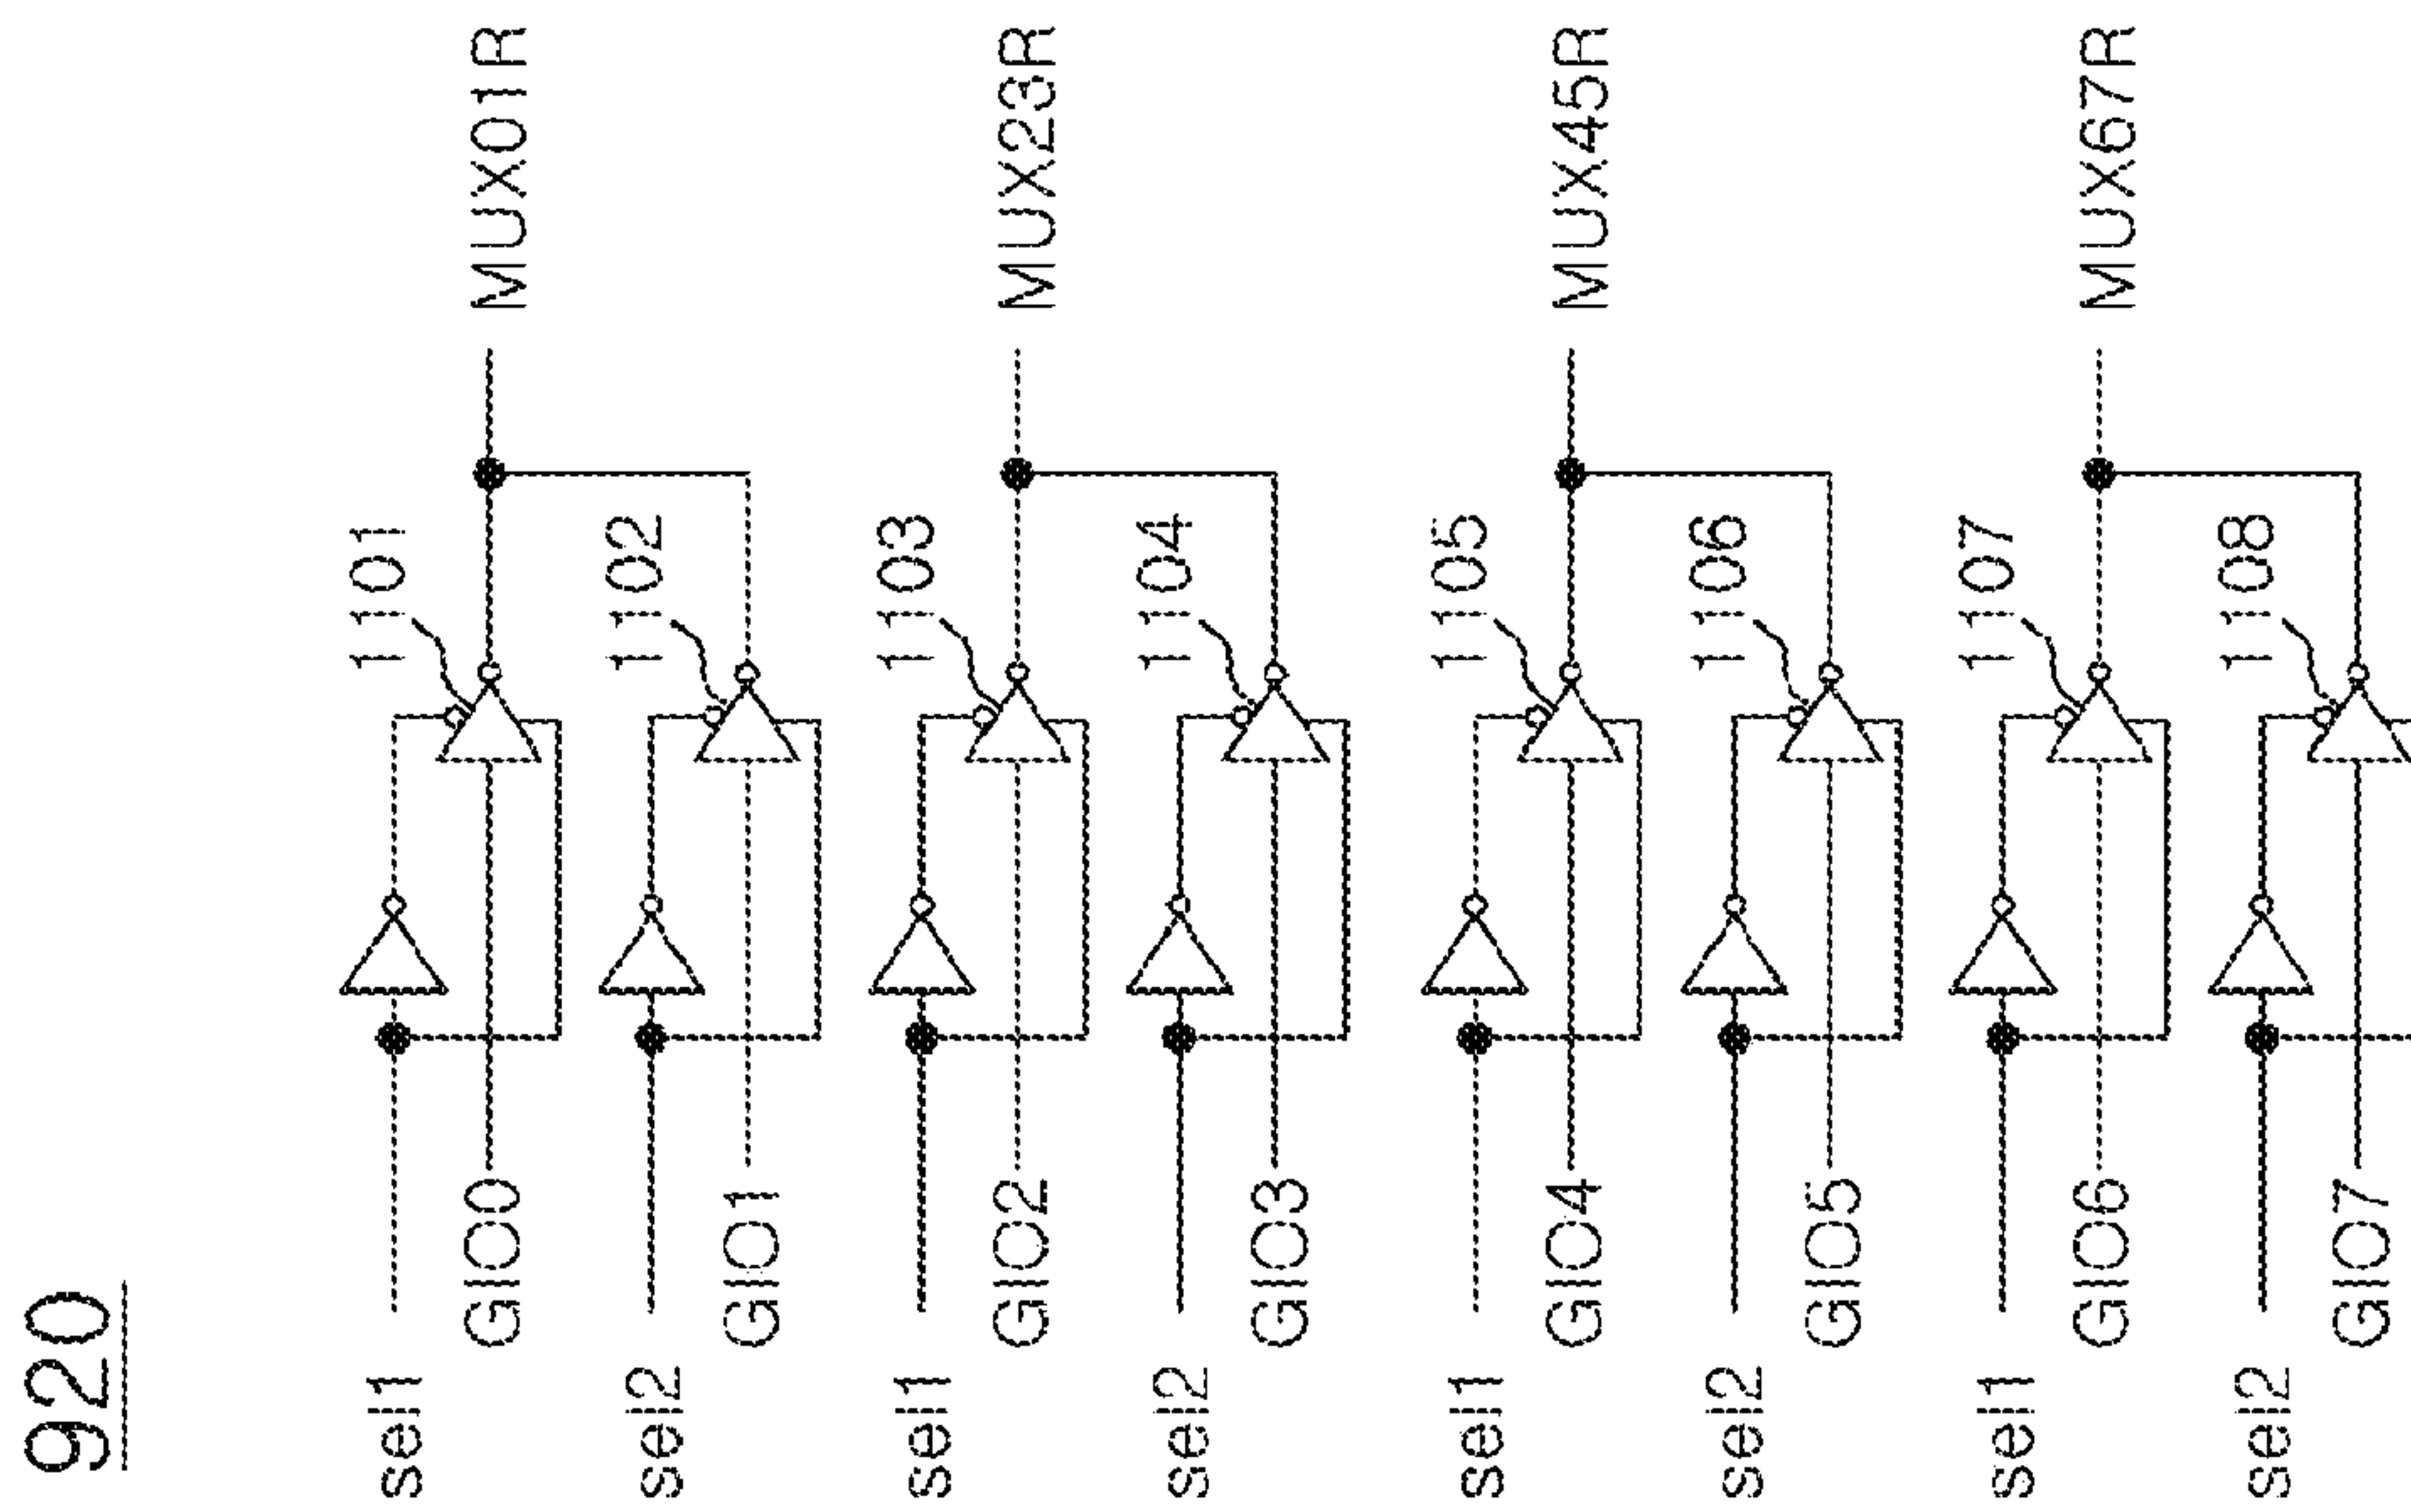 920
sel1
GIO0
1101
MUX01R
sel2
GIO1
1102
sel1
GIO2
1103
MUX23R
sel2
GIO3
1104
sel1
GIO4
1105
MUX45R
sel2
GIO5
1106
sel1
GIO6
1107
MUX67R
sel2
GIO7
1108